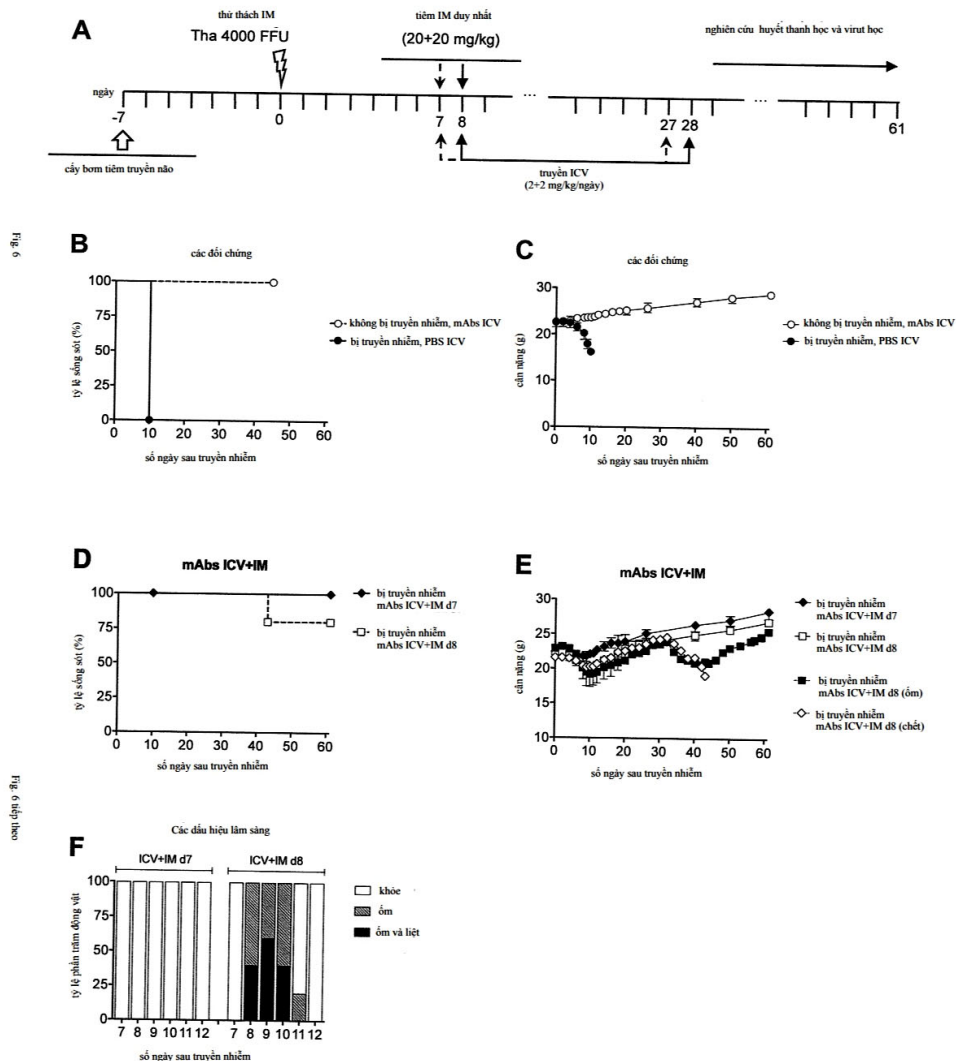 A
thử thách IM
Tha 4000 FFU
tiêm IM duy nhất
(20+20 mg/kg)
nghiên cứu huyết thanh học và virut học
ngày
...
...
-7
0
7
8
27
28
61
cấy bơm tiêm truyền não
truyền ICV
(2+2 mg/kg/ngày)
Fig. 6
B
các đối chứng
tỷ lệ sống sót (%)
100
75
50
25
0
0 10 20 30 40 50 60
số ngày sau truyền nhiễm
không bị truyền nhiễm, mAbs ICV
bị truyền nhiễm, PBS ICV
C
các đối chứng
cân nặng (g)
30
20
10
0
0 10 20 30 40 50 60
số ngày sau truyền nhiễm
không bị truyền nhiễm, mAbs ICV
bị truyền nhiễm, PBS ICV
D
mAbs ICV+IM
tỷ lệ sống sót (%)
100
75
50
25
0
0 10 20 30 40 50 60
số ngày sau truyền nhiễm
bị truyền nhiễm
mAbs ICV+IM d7
bị truyền nhiễm
mAbs ICV+IM d8
E
mAbs ICV+IM
cân nặng (g)
30
25
20
15
10
0 10 20 30 40 50 60
số ngày sau truyền nhiễm
bị truyền nhiễm
mAbs ICV+IM d7
bị truyền nhiễm
mAbs ICV+IM d8
bị truyền nhiễm
mAbs ICV+IM d8 (ốm)
bị truyền nhiễm
mAbs ICV+IM d8 (chết)
Fig. 6 tiếp theo
F
Các dấu hiệu lâm sàng
ICV+IM d7
ICV+IM d8
tỷ lệ phần trăm động vật
100
75
50
25
0
7 8 9 10 11 12 7 8 9 10 11 12
số ngày sau truyền nhiễm
khỏe
ốm
ốm và liệt